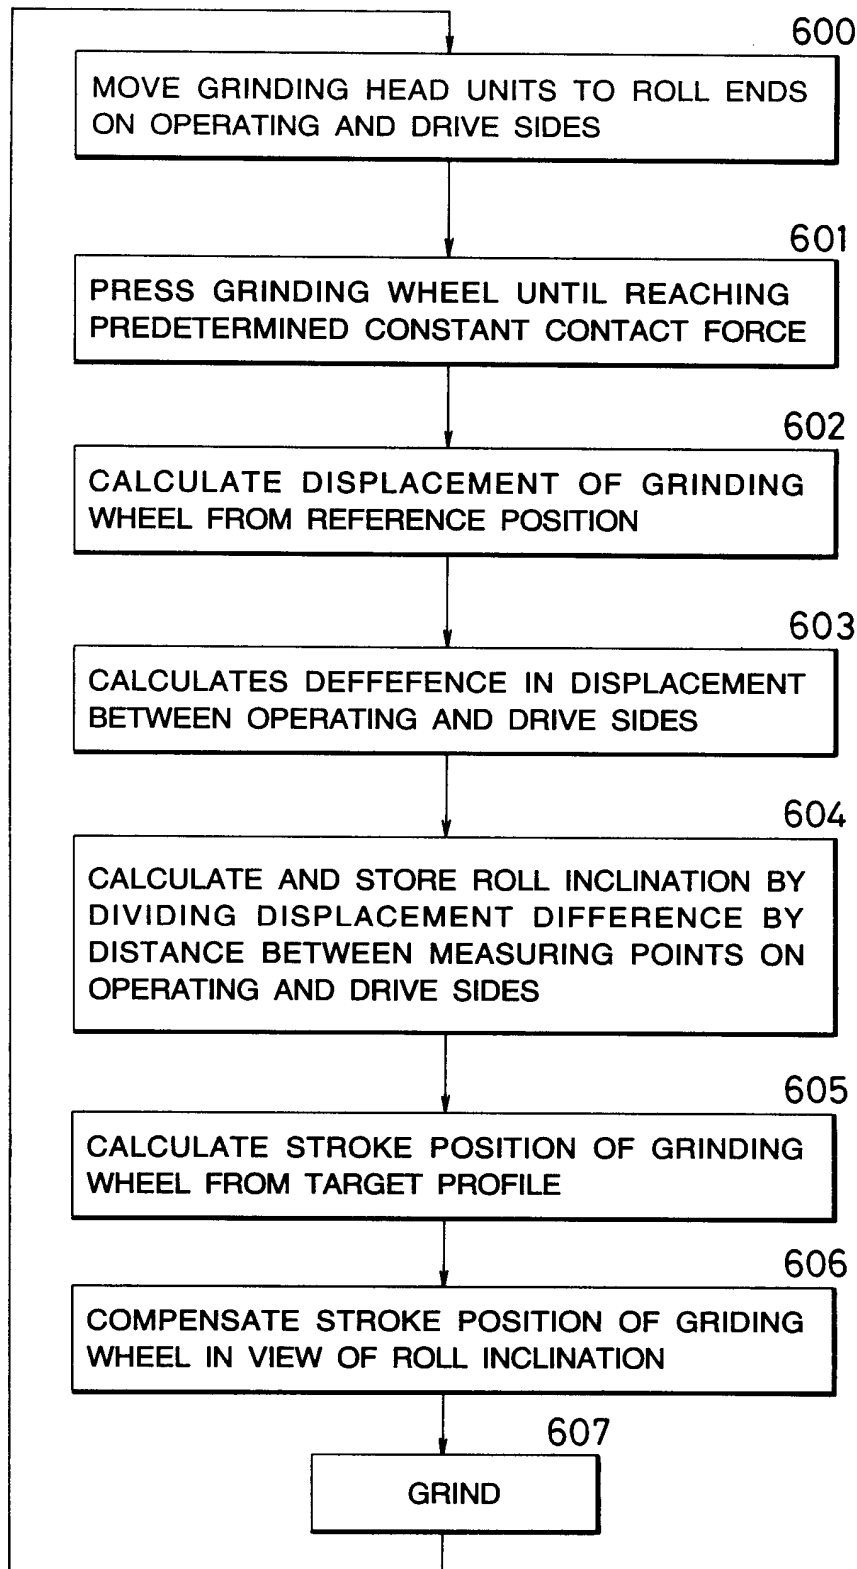 600
MOVE GRINDING HEAD UNITS TO ROLL ENDS
ON OPERATING AND DRIVE SIDES
601
PRESS GRINDING WHEEL UNTIL REACHING
PREDETERMINED CONSTANT CONTACT FORCE
602
CALCULATE DISPLACEMENT OF GRINDING
WHEEL FROM REFERENCE POSITION
603
CALCULATES DEFFEFENCE IN DISPLACEMENT
BETWEEN OPERATING AND DRIVE SIDES
604
CALCULATE AND STORE ROLL INCLINATION BY
DIVIDING DISPLACEMENT DIFFERENCE BY
DISTANCE BETWEEN MEASURING POINTS ON
OPERATING AND DRIVE SIDES
605
CALCULATE STROKE POSITION OF GRINDING
WHEEL FROM TARGET PROFILE
606
COMPENSATE STROKE POSITION OF GRIDING
WHEEL IN VIEW OF ROLL INCLINATION
607
GRIND